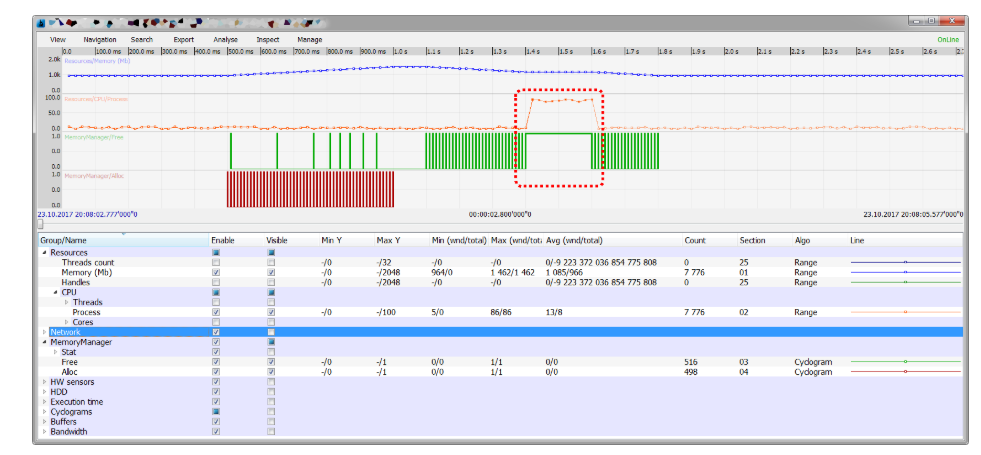 View Navigation Search Export Analyse Inspect Manage OnLine
0.0 100.0 ms 200.0 ms 300.0 ms 400.0 ms 500.0 ms 600.0 ms 700.0 ms 800.0 ms 900.0 ms 1.0 s 1.1 s 1.2 s 1.3 s 1.4 s 1.5 s 1.6 s 1.7 s 1.8 s 1.9 s 2.0 s 2.1 s 2.2 s 2.3 s 2.4 s 2.5 s 2.6 s
2.0k Resources/Memory (Mb)
1.0k
0.0
100.0 Resources/CPU/Process
50.0
0.0
1.0 MemoryManager/Free
0.0
0.0
1.0 MemoryManager/Alloc
0.0
0.0
23.10.2017 20:08:02.777'000"0 00:00:02.800'000"0 23.10.2017 20:08:05.577'000"0
Group/Name Enable Visible Min Y Max Y Min (wnd/total) Max (wnd/tota Avg (wnd/total) Count Section Algo Line
Resources
Threads count -/0 -/32 -/0 -/0 0/-9 223 372 036 854 775 808 0 25 Range
Memory (Mb) -/0 -/2048 964/0 1 462/1 462 1 085/966 7 776 01 Range
Handles -/0 -/2048 -/0 -/0 0/-9 223 372 036 854 775 808 0 25 Range
CPU
Threads
Process -/0 -/100 5/0 86/86 13/8 7 776 02 Range
Cores
Network
MemoryManager
Stat
Free -/0 -/1 0/0 1/1 0/0 516 03 Cyclogram
Alloc -/0 -/1 0/0 1/1 0/0 498 04 Cyclogram
HW sensors
HDD
Execution time
Cyclograms
Buffers
Bandwidth